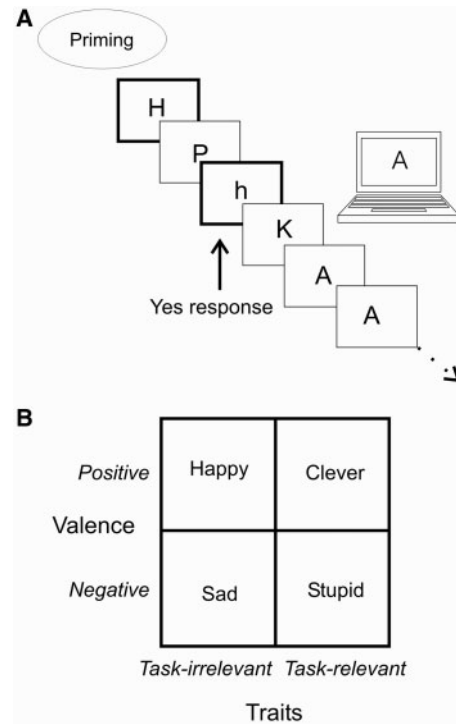 A
Priming
H
P
h
K
A
A
A
Yes response
B
Positive
Happy
Clever
Valence
Negative
Sad
Stupid
Task-irrelevant
Task-relevant
Traits